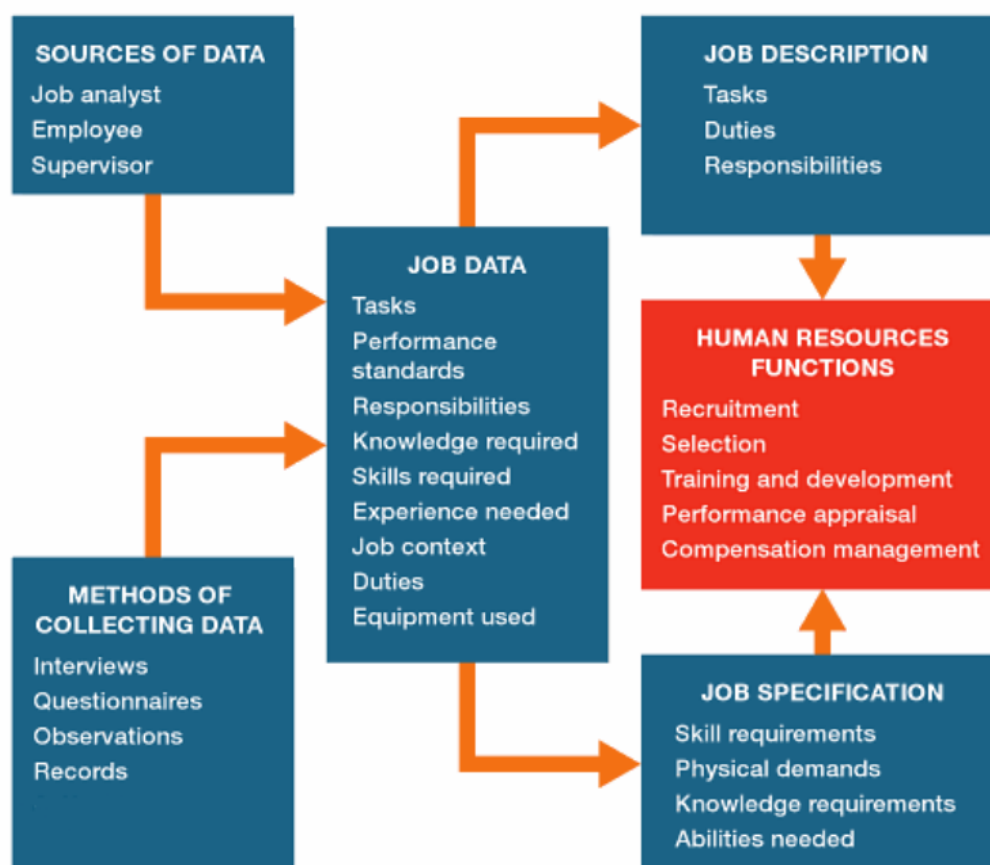 SOURCES OF DATA
Job analyst
Employee
Supervisor
METHODS OF
COLLECTING DATA
Interviews
Questionnaires
Observations
Records
JOB DATA
Tasks
Performance
standards
Responsibilities
Knowledge required
Skills required
Experience needed
Job context
Duties
Equipment used
JOB DESCRIPTION
Tasks
Duties
Responsibilities
HUMAN RESOURCES
FUNCTIONS
Recruitment
Selection
Training and development
Performance appraisal
Compensation management
JOB SPECIFICATION
Skill requirements
Physical demands
Knowledge requirements
Abilities needed